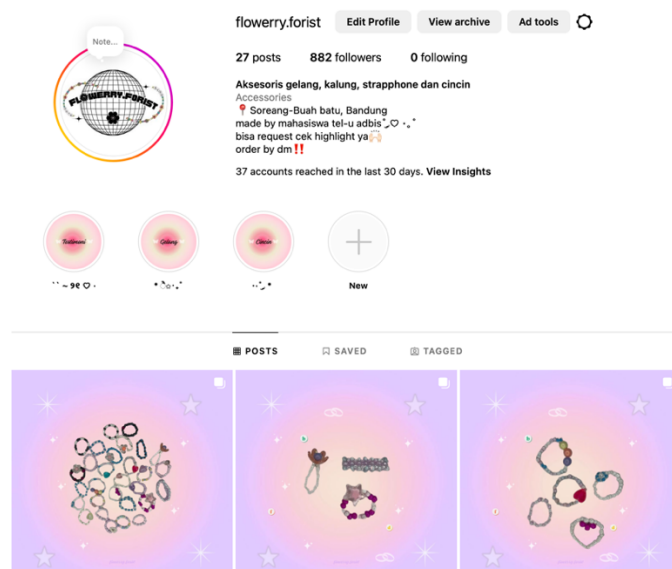 flowerry.forist Edit Profile View archive Ad tools
Note...
27 posts 882 followers 0 following
FLOWERRY.FORIST
Aksesoris gelang, kalung, strapphone dan cincin
Accessories
📍 Soreang-Buah batu, Bandung
made by mahasiswa tel-u adbis
bisa request cek highlight ya🙌🏻
order by dm‼️
37 accounts reached in the last 30 days. View Insights
Testimoni Gelang Cincin
New
POSTS SAVED TAGGED